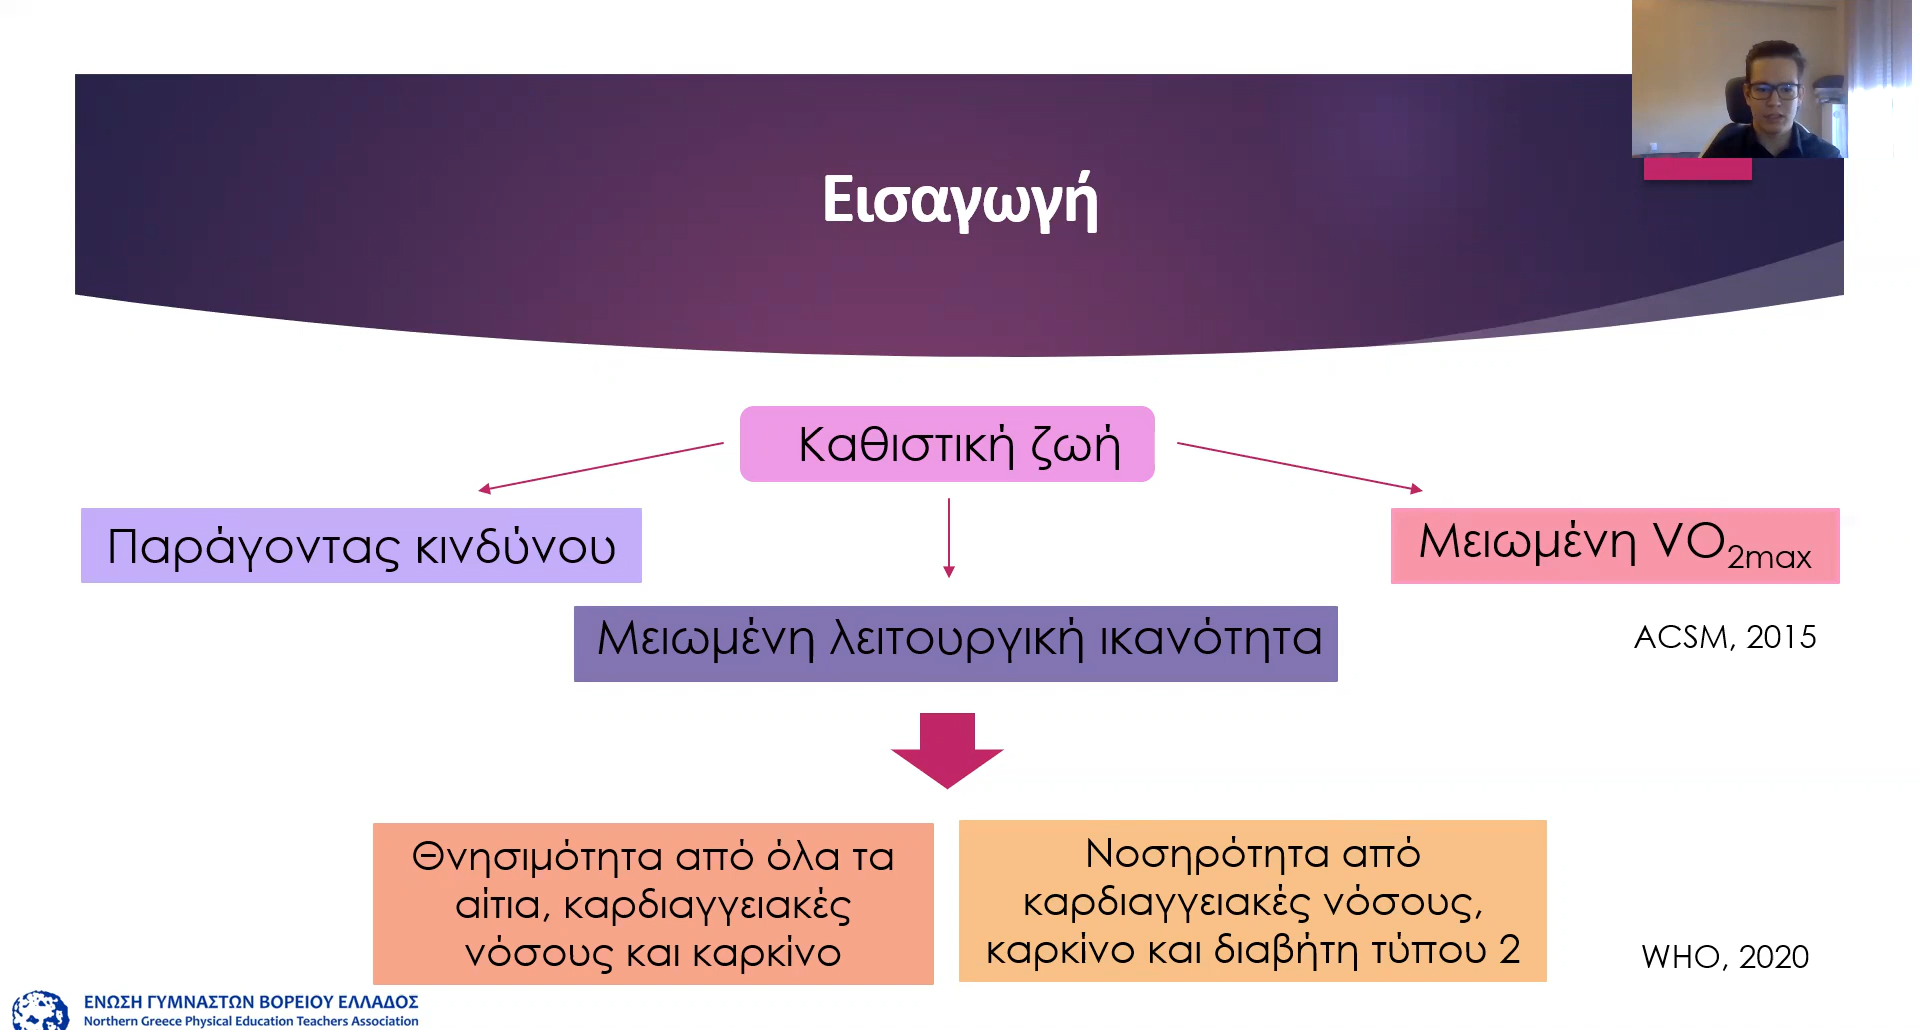 Εισαγωγή
Καθιστική ζωή
Παράγοντας κινδύνου
Μειωμένη VO2max
Μειωμένη λειτουργική ικανότητα
ACSM, 2015
Θνησιμότητα από όλα τα
αίτια, καρδιαγγειακές
νόσους και καρκίνο
Νοσηρότητα από
καρδιαγγειακές νόσους,
καρκίνο και διαβήτη τύπου 2
WHO, 2020
ΕΝΩΣΗ ΓΥΜΝΑΣΤΩΝ ΒΟΡΕΙΟΥ ΕΛΛΑΔΟΣ
Northern Greece Physical Education Teachers Association